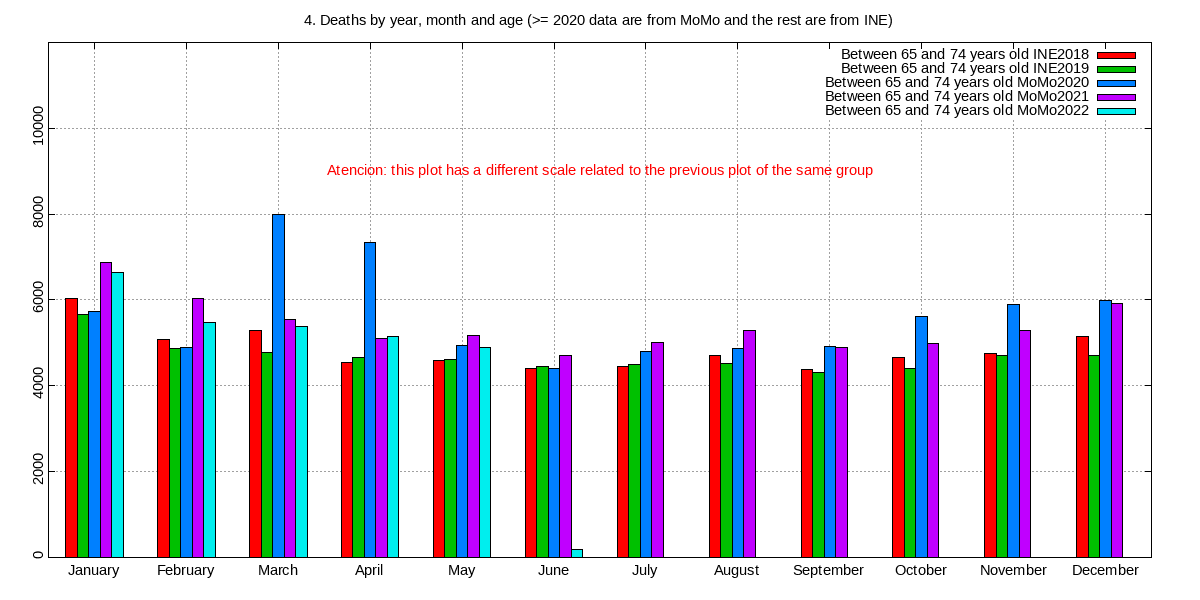 4. Deaths by year, month and age (>= 2020 data are from MoMo and the rest are from INE)
Between 65 and 74 years old INE2018
Between 65 and 74 years old INE2019
Between 65 and 74 years old MoMo2020
Between 65 and 74 years old MoMo2021
Between 65 and 74 years old MoMo2022
Atencion: this plot has a different scale related to the previous plot of the same group
10000
8000
6000
4000
2000
0
January February March April May June July August September October November December